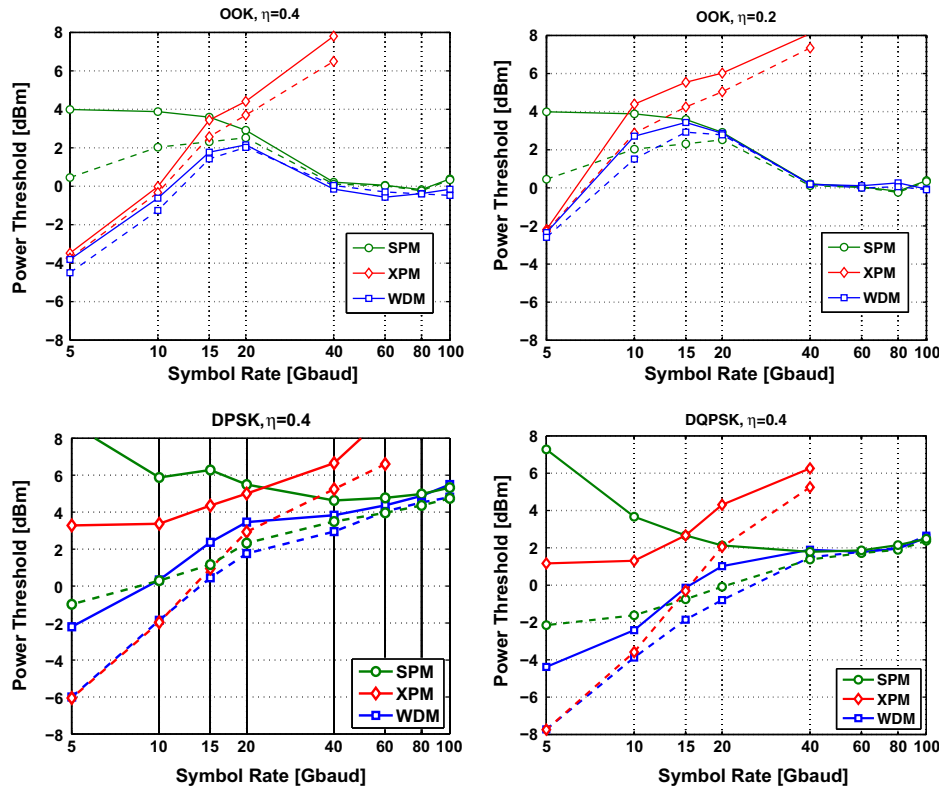 OOK, η=0.4
Power Threshold [dBm]
8
6
4
2
0
−2
−4
−6
−8
SPM
XPM
WDM
5 10 15 20 40 60 80 100
Symbol Rate [Gbaud]
OOK, η=0.2
Power Threshold [dBm]
8
6
4
2
0
−2
−4
−6
−8
SPM
XPM
WDM
5 10 15 20 40 60 80 100
Symbol Rate [Gbaud]
DPSK, η=0.4
Power Threshold [dBm]
8
6
4
2
0
−2
−4
−6
−8
SPM
XPM
WDM
5 10 15 20 40 60 80 100
Symbol Rate [Gbaud]
DQPSK, η=0.4
Power Threshold [dBm]
8
6
4
2
0
−2
−4
−6
−8
SPM
XPM
WDM
5 10 15 20 40 60 80 100
Symbol Rate [Gbaud]